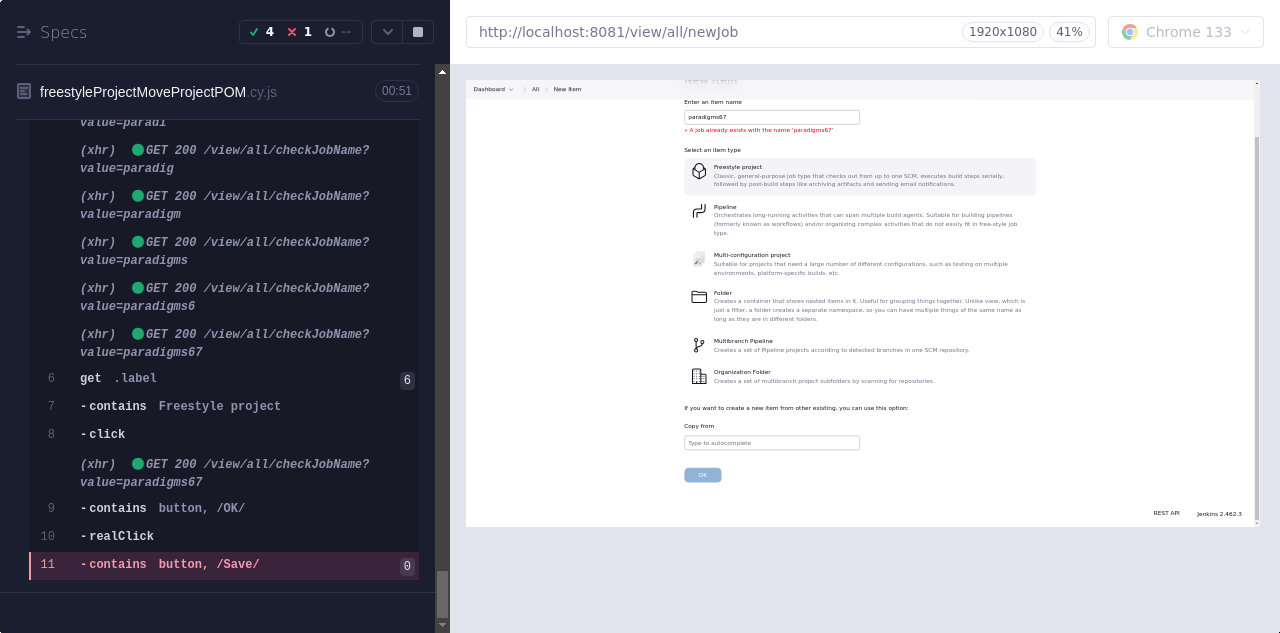 Specs
4 1 --
freestyleProjectMoveProjectPOM.cy.js 00:51
value=paradi
(xhr) GET 200 /view/all/checkJobName?
value=paradig
(xhr) GET 200 /view/all/checkJobName?
value=paradigm
(xhr) GET 200 /view/all/checkJobName?
value=paradigms
(xhr) GET 200 /view/all/checkJobName?
value=paradigms6
(xhr) GET 200 /view/all/checkJobName?
value=paradigms67
6 get .label 6
7 -contains Freestyle project
8 -click
(xhr) GET 200 /view/all/checkJobName?
value=paradigms67
9 -contains button, /OK/
10 -realClick
11 -contains button, /Save/ 0
http://localhost:8081/view/all/newJob 1920x1080 41% Chrome 133
New Item
Dashboard All New Item
Enter an item name
paradigms67
» A job already exists with the name 'paradigms67'
Select an item type
Freestyle project
Classic, general-purpose job type that checks out from up to one SCM, executes build steps serially,
followed by post-build steps like archiving artifacts and sending email notifications.
Pipeline
Orchestrates long-running activities that can span multiple build agents. Suitable for building pipelines
(formerly known as workflows) and/or organizing complex activities that do not easily fit in free-style job
type.
Multi-configuration project
Suitable for projects that need a large number of different configurations, such as testing on multiple
environments, platform-specific builds, etc.
Folder
Creates a container that stores nested items in it. Useful for grouping things together. Unlike view, which is
just a filter, a folder creates a separate namespace, so you can have multiple things of the same name as
long as they are in different folders.
Multibranch Pipeline
Creates a set of Pipeline projects according to detected branches in one SCM repository.
Organization Folder
Creates a set of multibranch project subfolders by scanning for repositories.
If you want to create a new item from other existing, you can use this option:
Copy from
Type to autocomplete
OK
REST API Jenkins 2.462.3